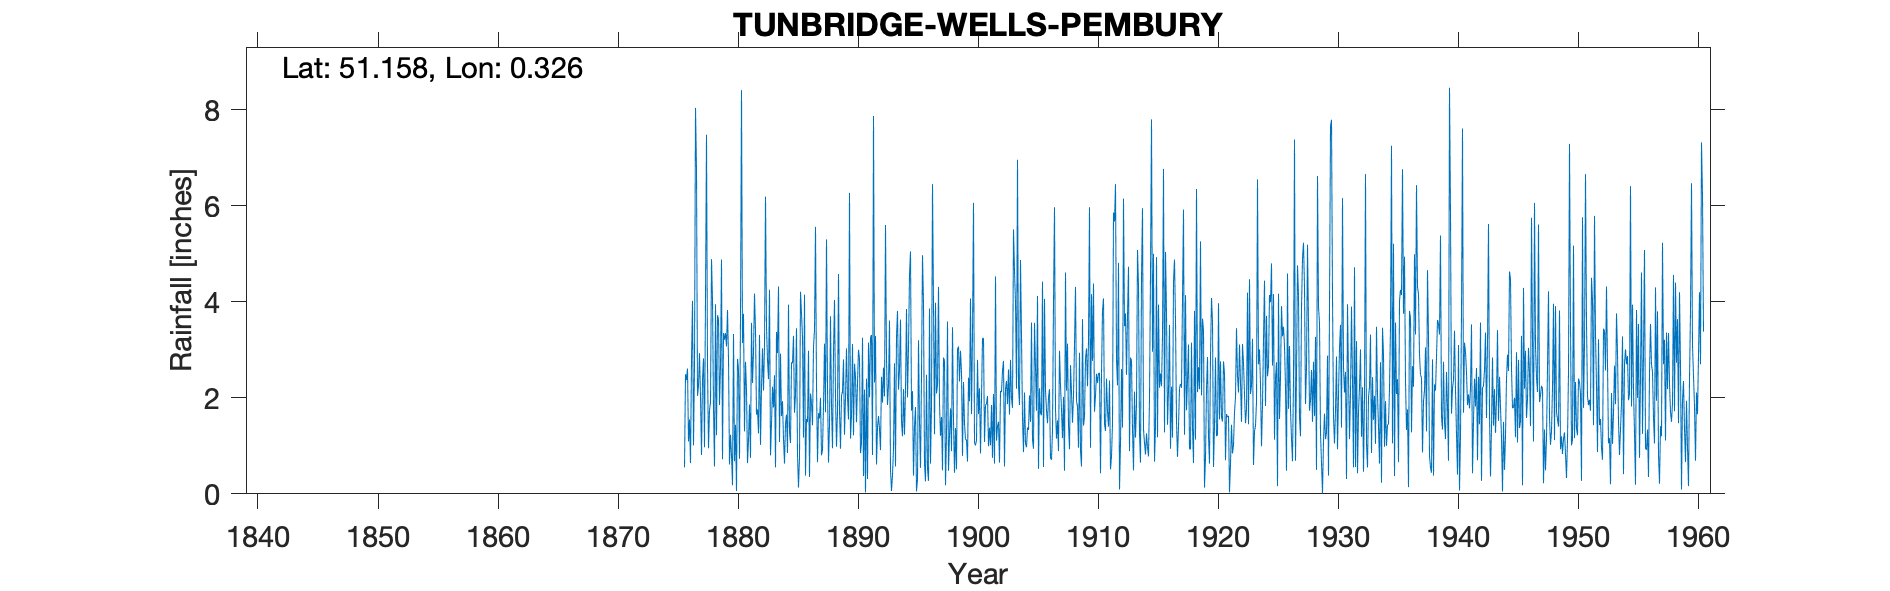 TUNBRIDGE-WELLS-PEMBURY
Lat: 51.158, Lon: 0.326
Rainfall [inches]
8
6
4
2
0
1840 1850 1860 1870 1880 1890 1900 1910 1920 1930 1940 1950 1960
Year